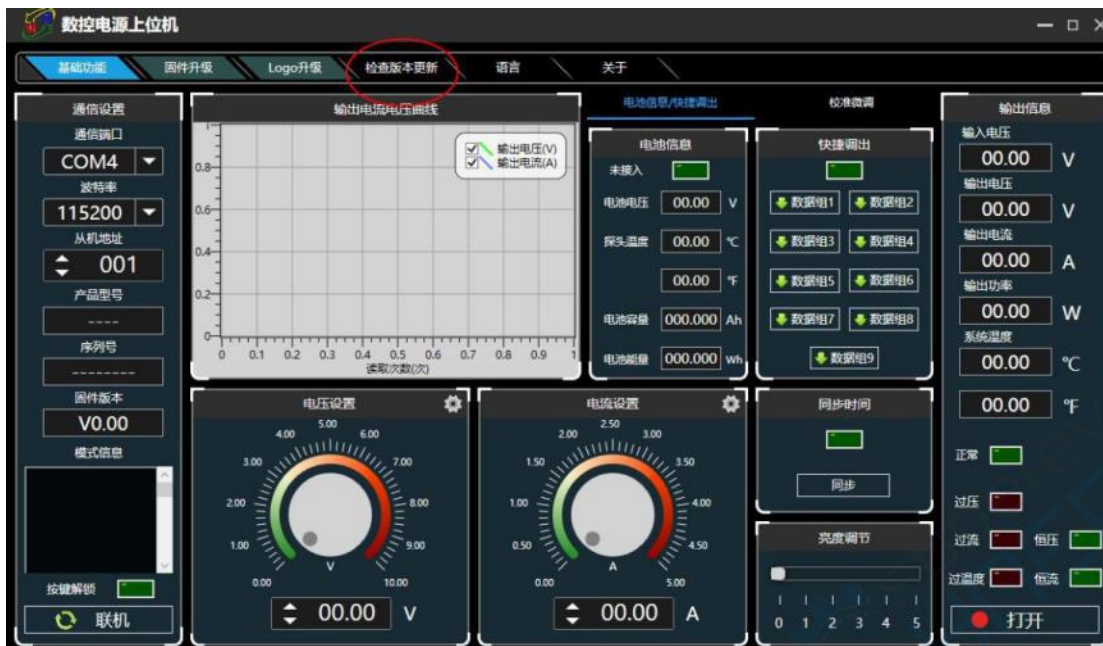 数控电源上位机
基础功能
固件升级
Logo升级
检查版本更新
语言
关于
通信设置
通信端口
COM4
波特率
115200
从机地址
001
产品型号
----
序列号
--------
固件版本
V0.00
模式信息
按键解锁
联机
输出电流电压曲线
输出电压(V)
输出电流(A)
1
0.8
0.6
0.4
0.2
0
0 0.1 0.2 0.3 0.4 0.5 0.6 0.7 0.8 0.9 1
读取次数(次)
电池信息/快捷调出
校准微调
电池信息
未接入
电池电压 00.00 V
探头温度 00.00 ℃
00.00 ℉
电池容量 000.000 Ah
电池能量 000.000 Wh
快捷调出
数据组1 数据组2
数据组3 数据组4
数据组5 数据组6
数据组7 数据组8
数据组9
电压设置
0.00 1.00 2.00 3.00 4.00 5.00 6.00 7.00 8.00 9.00 10.00
V
00.00 V
电流设置
0.00 0.50 1.00 1.50 2.00 2.50 3.00 3.50 4.00 4.50 5.00
A
00.00 A
同步时间
同步
亮度调节
0 1 2 3 4 5
输出信息
输入电压
00.00 V
输出电压
00.00 V
输出电流
00.00 A
输出功率
00.00 W
系统温度
00.00 ℃
00.00 ℉
正常
过压
过流 恒压
过温度 恒流
打开